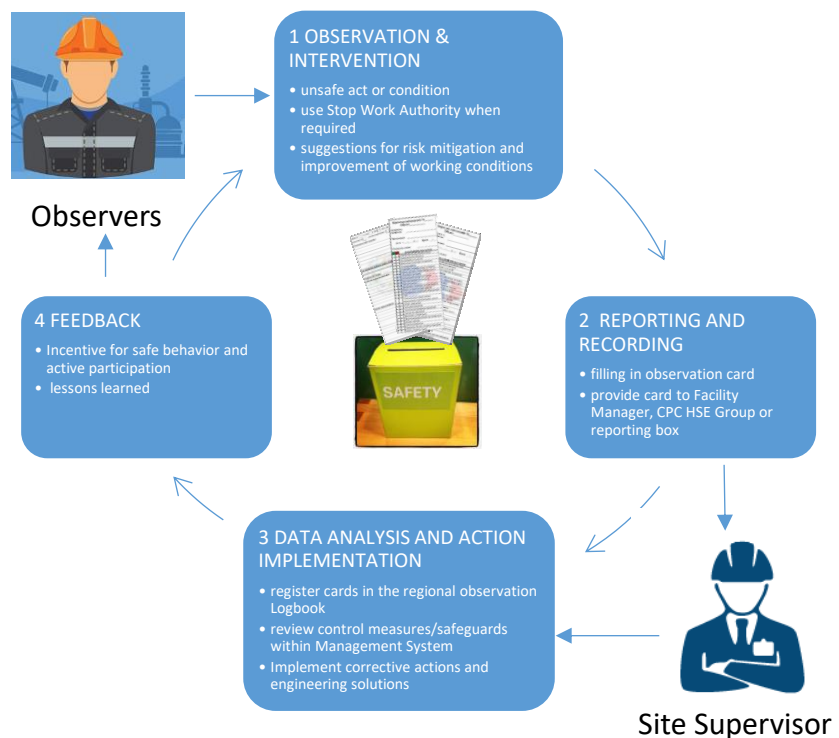 1 OBSERVATION &
INTERVENTION
• unsafe act or condition
• use Stop Work Authority when
required
• suggestions for risk mitigation and
improvement of working conditions
Observers
4 FEEDBACK
• Incentive for safe behavior and
active participation
• lessons learned
SAFETY
2 REPORTING AND
RECORDING
• filling in observation card
• provide card to Facility
Manager, CPC HSE Group or
reporting box
3 DATA ANALYSIS AND ACTION
IMPLEMENTATION
• register cards in the regional observation
Logbook
• review control measures/safeguards
within Management System
• Implement corrective actions and
engineering solutions
Site Supervisor